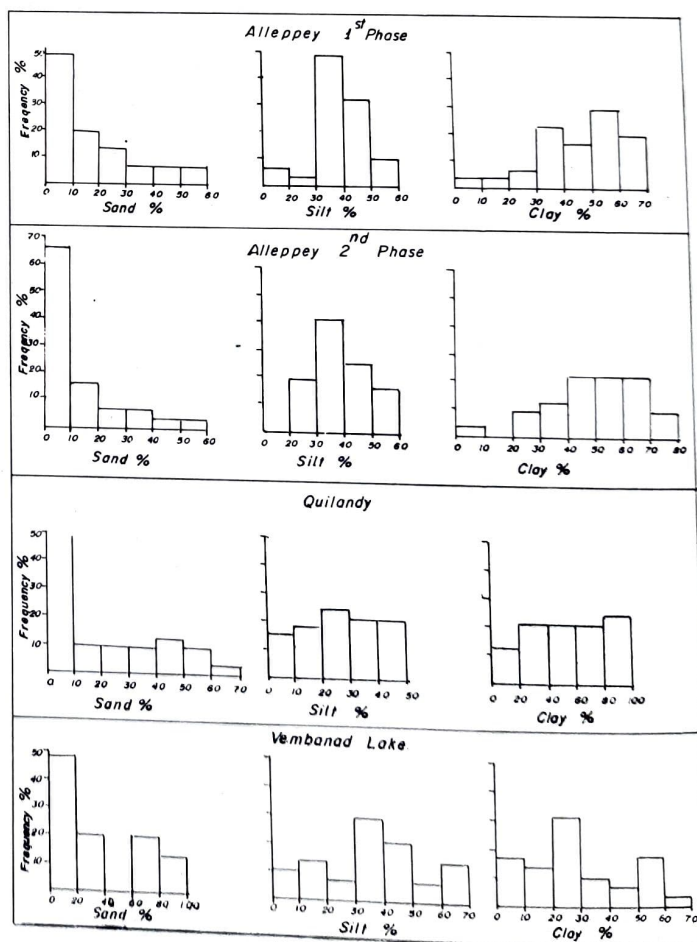 Alleppey 1st Phase
Freqency %
50
40
30
20
10
0 10 20 30 40 50 60
Sand %
0 20 30 40 50 60
Silt %
0 10 20 30 40 50 60 70
Clay %
Alleppey 2nd Phase
Freqency %
70
60
50
40
30
20
10
0 10 20 30 40 50 60
Sand %
0 20 30 40 50 60
Silt %
0 10 20 30 40 50 60 70 80
Clay %
Quilandy
Frequency %
50
40
30
20
10
0 10 20 30 40 50 60 70
Sand %
0 10 20 30 40 50
Silt %
0 20 40 60 80 100
Clay %
Vembanad Lake
Frequency %
50
40
30
20
10
0 20 40 60 80 100
Sand %
0 10 20 30 40 50 60 70
Silt %
0 10 20 30 40 50 60 70
Clay %